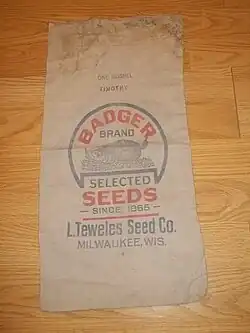 ONE BUSHEL
TIMOTHY
BADGER
BRAND
SELECTED
SEEDS
- SINCE 1865 -
L.Teweles Seed Co.
MILWAUKEE, WIS.